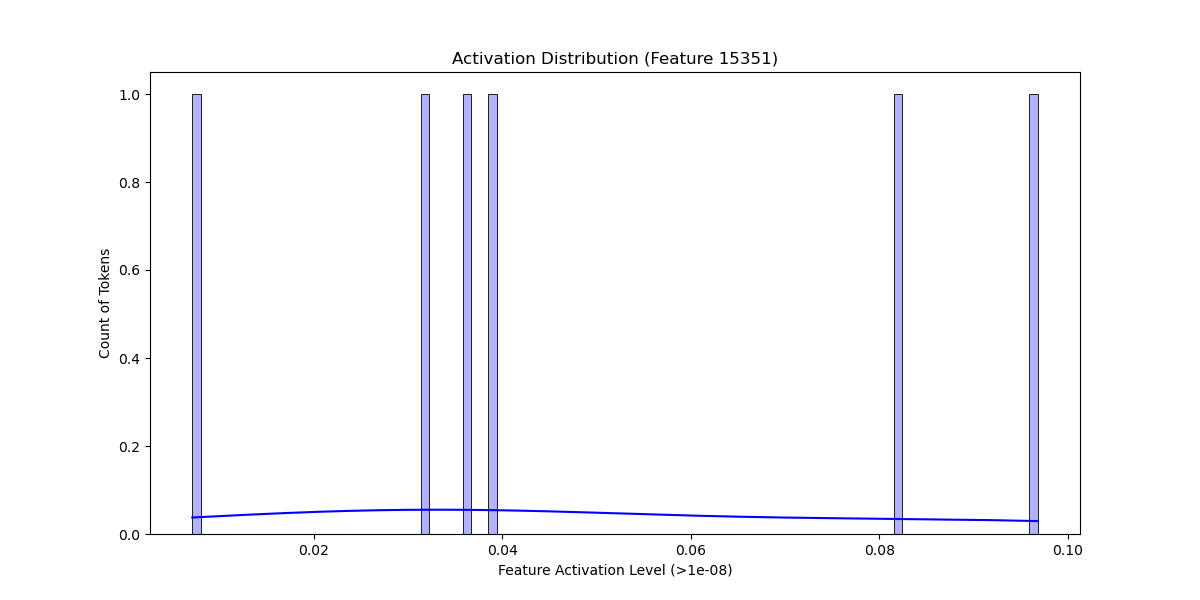 Activation Distribution (Feature 15351)
Count of Tokens
1.0
0.8
0.6
0.4
0.2
0.0
0.02 0.04 0.06 0.08 0.10
Feature Activation Level (>1e-08)